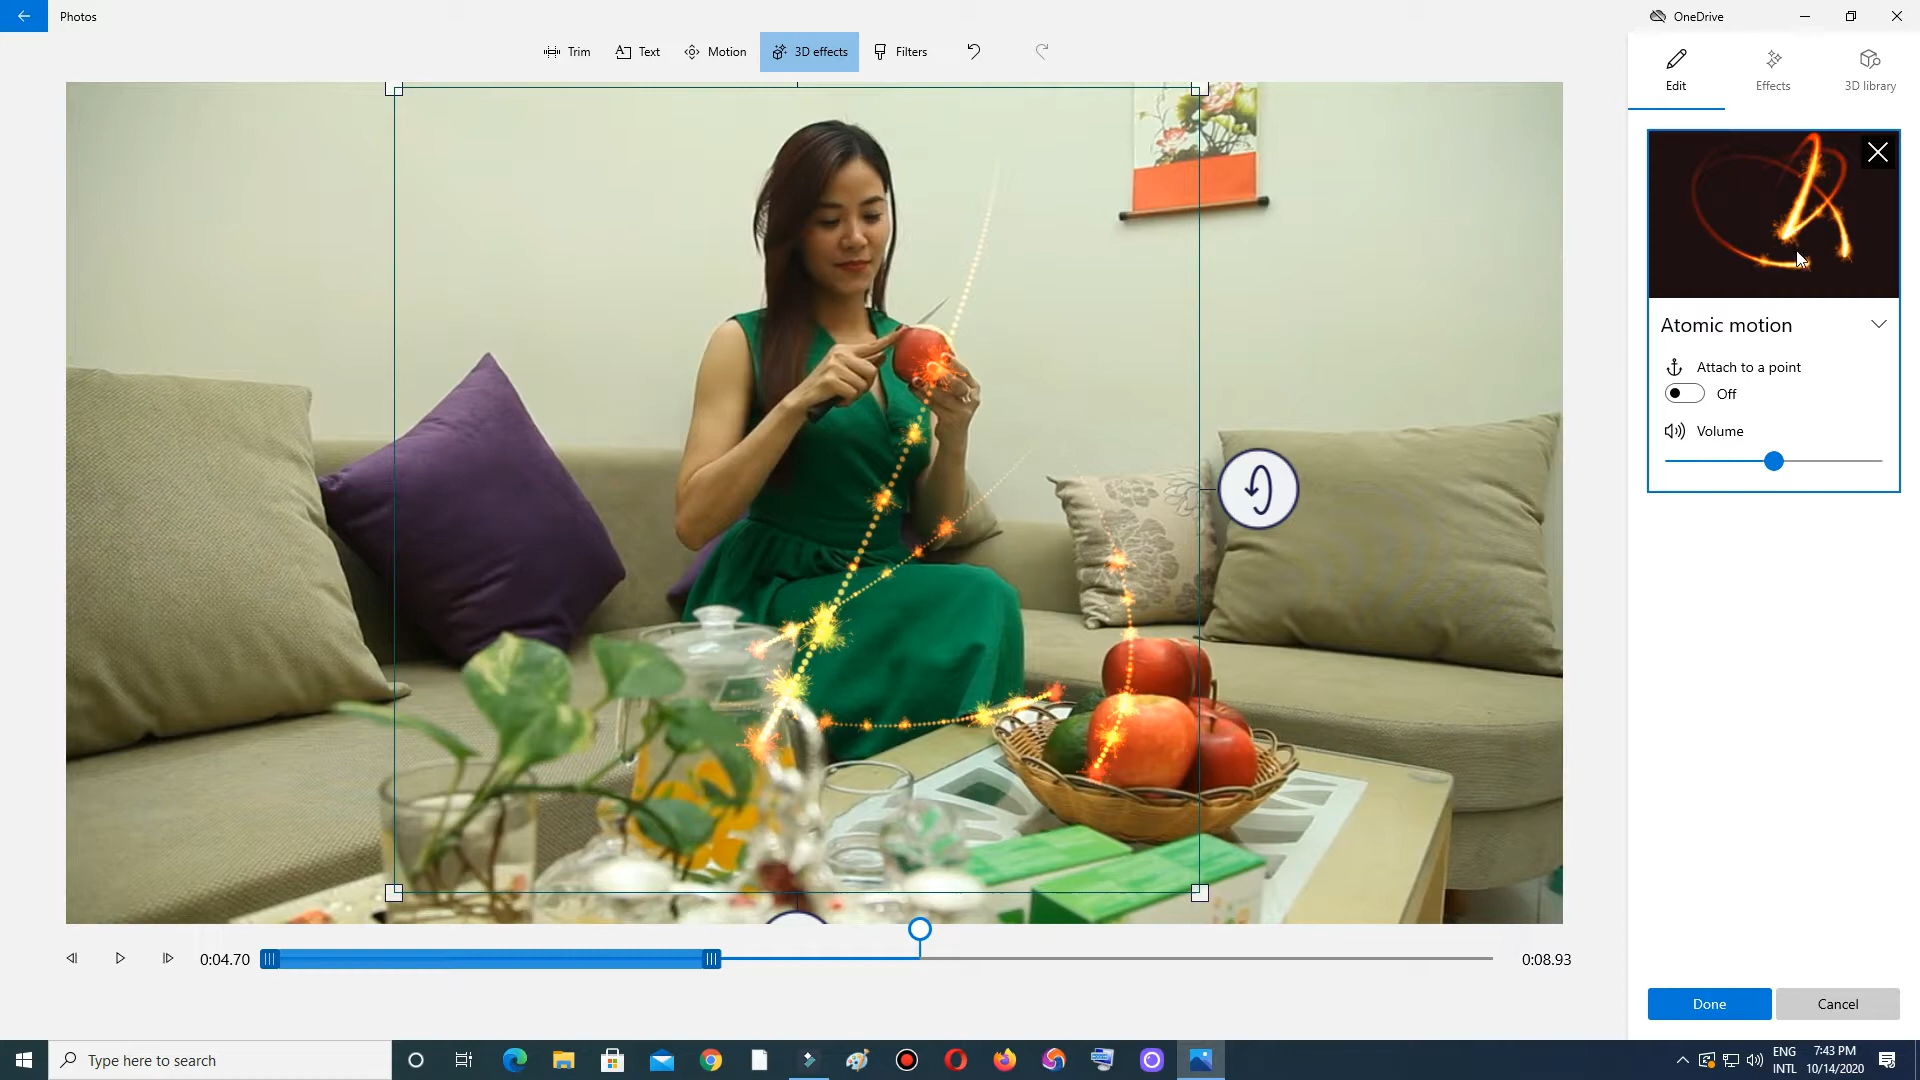 Photos
OneDrive
Trim
Text
Motion
3D effects
Filters
Edit
Effects
3D library
Atomic motion
Attach to a point
Off
Volume
0:04.70
0:08.93
Done
Cancel
Type here to search
ENG
INTL
7:43 PM
10/14/2020